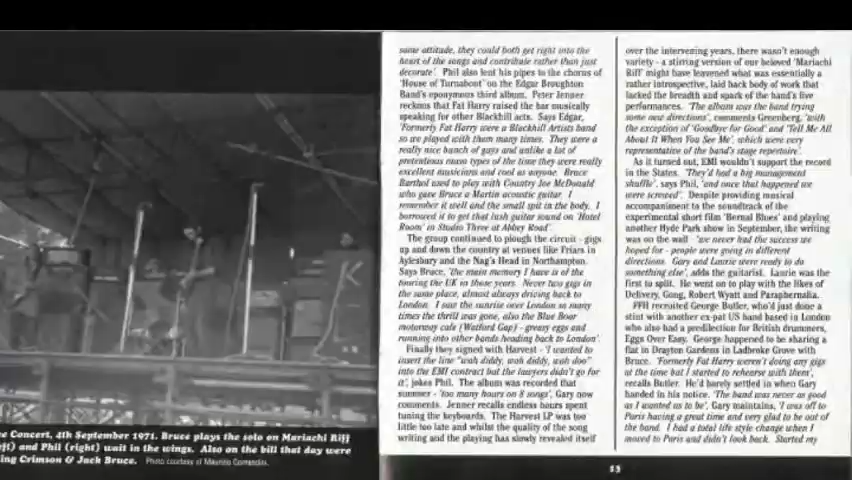 e Concert, 4th September 1971. Bruce plays the solo on Mariachi Riff
eft) and Phil (right) wait in the wings. Also on the bill that day were
ing Crimson & Jack Bruce. Photo courtesy of Maurizio
same attitude, they could both get right into the
heart of the songs and contribute rather than just
decorate'. Phil also lent his pipes to the chorus of
'House of Turnabout' on the Edgar Broughton
Band's eponymous third album. Peter Jenner
reckons that Fat Harry raised the bar musically
speaking for other Blackhill acts. Says Edgar,
'Formerly Fat Harry were a Blackhill Artists band
so we played with them many times. They were a
really nice bunch of guys and unlike a lot of
pretentious muso types of the time they were really
excellent musicians and cool as anyone. Bruce
Barthol used to play with Country Joe McDonald
who gave Bruce a Martin acoustic guitar. I
remember it well and the small split in the body. I
borrowed it to get that lush guitar sound on 'Hotel
Room' in Studio Three at Abbey Road'.
The group continued to plough the circuit - gigs
up and down the country at venues like Friars in
Aylesbury and the Nag's Head in Northampton.
Says Bruce, 'the main memory I have is of the
touring the UK in those years. Never two gigs in
the same place, almost always driving back to
London. I saw the sunrise over London so many
times the thrill was gone, also the Blue Boar
motorway cafe (Watford Gap) - greasy eggs and
running into other bands heading back to London'.
Finally they signed with Harvest - 'I wanted to
insert the line "wah diddy, wah diddy, wah doo"
into the EMI contract but the lawyers didn't go for
it', jokes Phil. The album was recorded that
summer - 'too many hours on 8 songs', Gary now
comments. Jenner recalls endless hours spent
tuning the keyboards. The Harvest LP was too
little too late and whilst the quality of the song
writing and the playing has slowly revealed itself
over the intervening years, there wasn't enough
variety - a stirring version of our beloved 'Mariachi
Riff' might have leavened what was essentially a
rather introspective, laid back body of work that
lacked the breadth and spark of the band's live
performances. 'The album was the band trying
some new directions', comments Greenberg, 'with
the exception of 'Goodbye for Good' and 'Tell Me All
About it When You See Me', which were very
representative of the band's stage repertoire'.
As it turned out, EMI wouldn't support the record
in the States. 'They'd had a big management
shuffle', says Phil, 'and once that happened we
were screwed'. Despite providing musical
accompaniment to the soundtrack of the
experimental short film 'Bernal Blues' and playing
another Hyde Park show in September, the writing
was on the wall - 'we never had the success we
hoped for - people were going in different
directions. Gary and Laurie were ready to do
something else', adds the guitarist. Laurie was the
first to split. He went on to play with the likes of
Delivery, Gong, Robert Wyatt and Paraphernalia.
FFH recruited George Butler, who'd just done a
stint with another ex-pat US band based in London
who also had a predilection for British drummers,
Eggs Over Easy. George happened to be sharing a
flat in Drayton Gardens in Ladbroke Grove with
Bruce. 'Formerly Fat Harry weren't doing any gigs
at the time but I started to rehearse with them',
recalls Butler. He'd barely settled in when Gary
handed in his notice. 'The band was never as good
as I wanted us to be', Gary maintains, 'I was off to
Paris having a great time and very glad to be out of
the band. I had a total life style change when I
moved to Paris and didn't look back. Started my
13